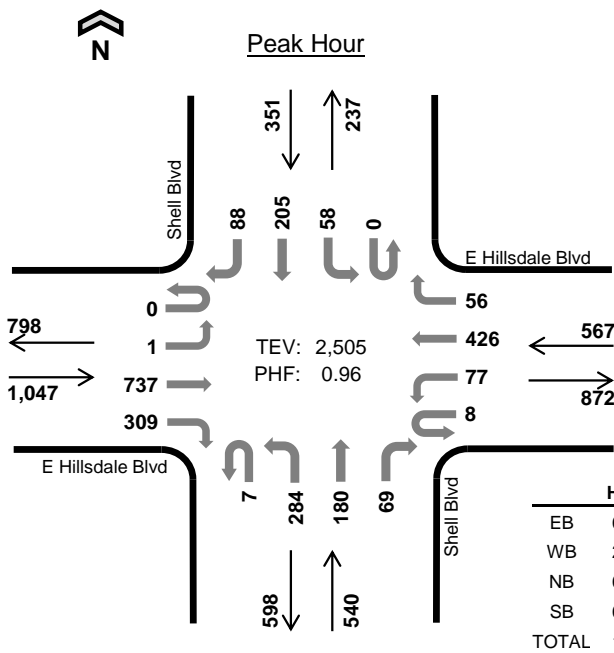 N
Peak Hour
351
237
Shell Blvd
88
205
58
0
E Hillsdale Blvd
0
56
798
1
TEV: 2,505
426
567
1,047
737
PHF: 0.96
77
872
309
8
E Hillsdale Blvd
7
284
180
69
Shell Blvd
598
540
EB
WB
NB
SB
TOTAL